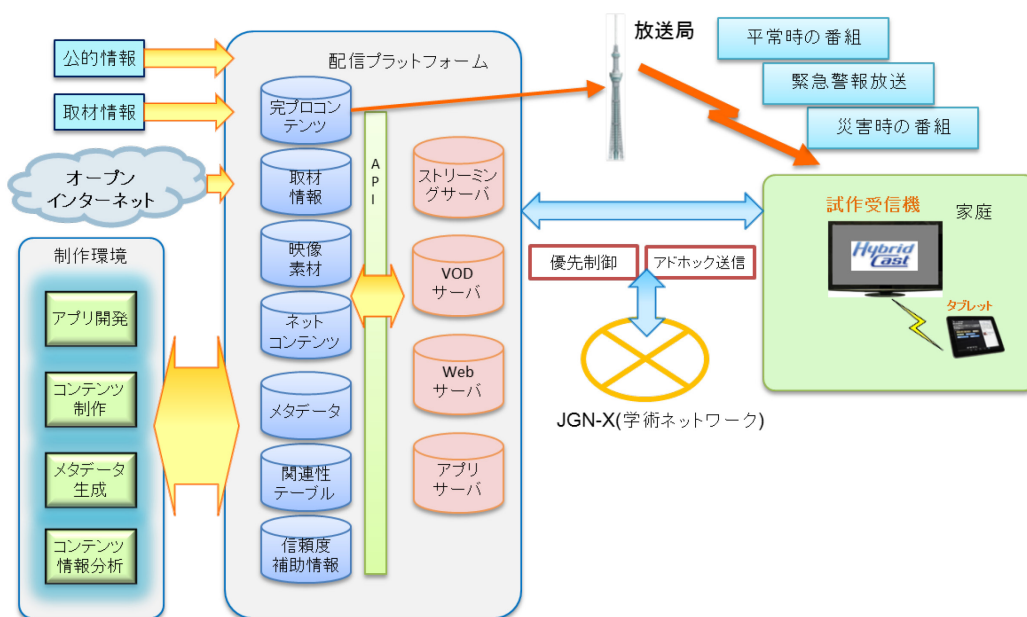 公的情報
取材情報
オープン
インターネット
制作環境
アプリ開発
コンテンツ
制作
メタデータ
生成
コンテンツ
情報分析
配信プラットフォーム
完プロコン
テンツ
取材
情報
映像
素材
ネット
コンテンツ
メタデータ
関連性
テーブル
信頼度
補助情報
API
ストリーミン
グサーバ
VOD
サーバ
Web
サーバ
アプリ
サーバ
放送局
平常時の番組
緊急警報放送
災害時の番組
優先制御
アドホック送信
JGN-X(学術ネットワーク)
試作受信機
家庭
Hybrid
Cast
タブレット